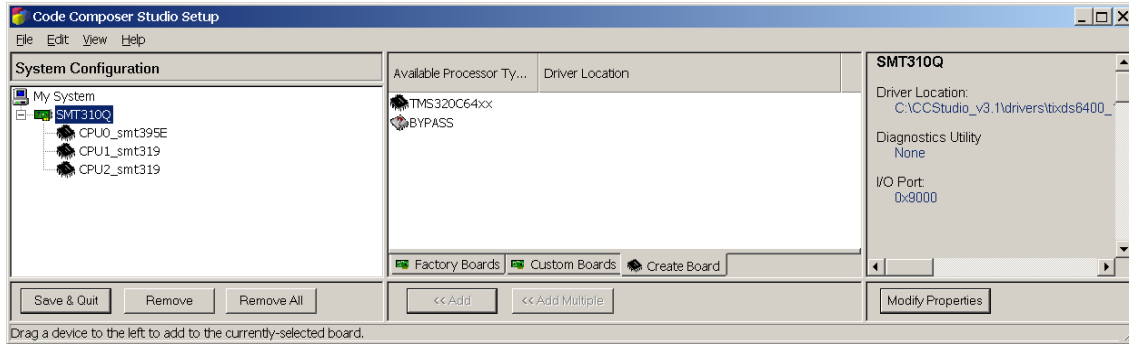 Code Composer Studio Setup
File Edit View Help
System Configuration
My System
SMT310Q
CPU0_smt395E
CPU1_smt319
CPU2_smt319
Save & Quit Remove Remove All
Available Processor Ty... Driver Location
TMS320C64xx
BYPASS
Factory Boards Custom Boards Create Board
<< Add << Add Multiple
SMT310Q
Driver Location:
C:\CCStudio_v3.1\drivers\tixds6400_
Diagnostics Utility
None
I/O Port:
0x9000
Modify Properties
Drag a device to the left to add to the currently-selected board.